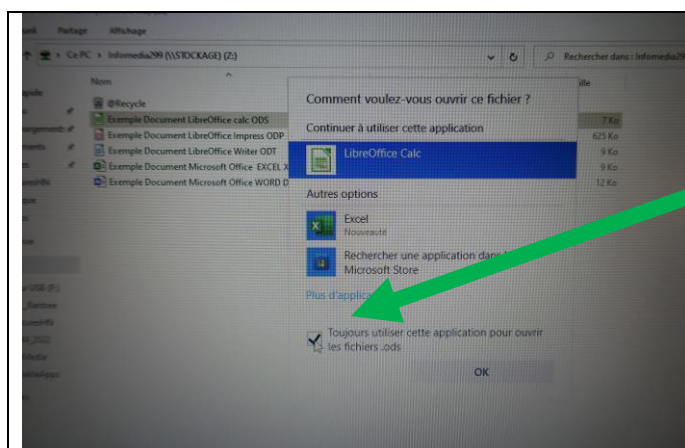 Partage Affichage
Ce PC > Infomedia299 (\\STOCKAGE) (Z:)
Rechercher dans : Infomedia29
Nom
@Recycle
Exemple Document LibreOffice calc ODS
7 Ko
Exemple Document LibreOffice Impress ODP
625 Ko
Exemple Document LibreOffice Writer ODT
9 Ko
Exemple Document Microsoft Office EXCEL X
9 Ko
Exemple Document Microsoft Office WORD D
12 Ko
Comment voulez-vous ouvrir ce fichier ?
Continuer à utiliser cette application
LibreOffice Calc
Autres options
Excel
Nouveauté
Rechercher une application dans
Microsoft Store
Plus d'applic
Toujours utiliser cette application pour ouvrir
les fichiers .ods
OK